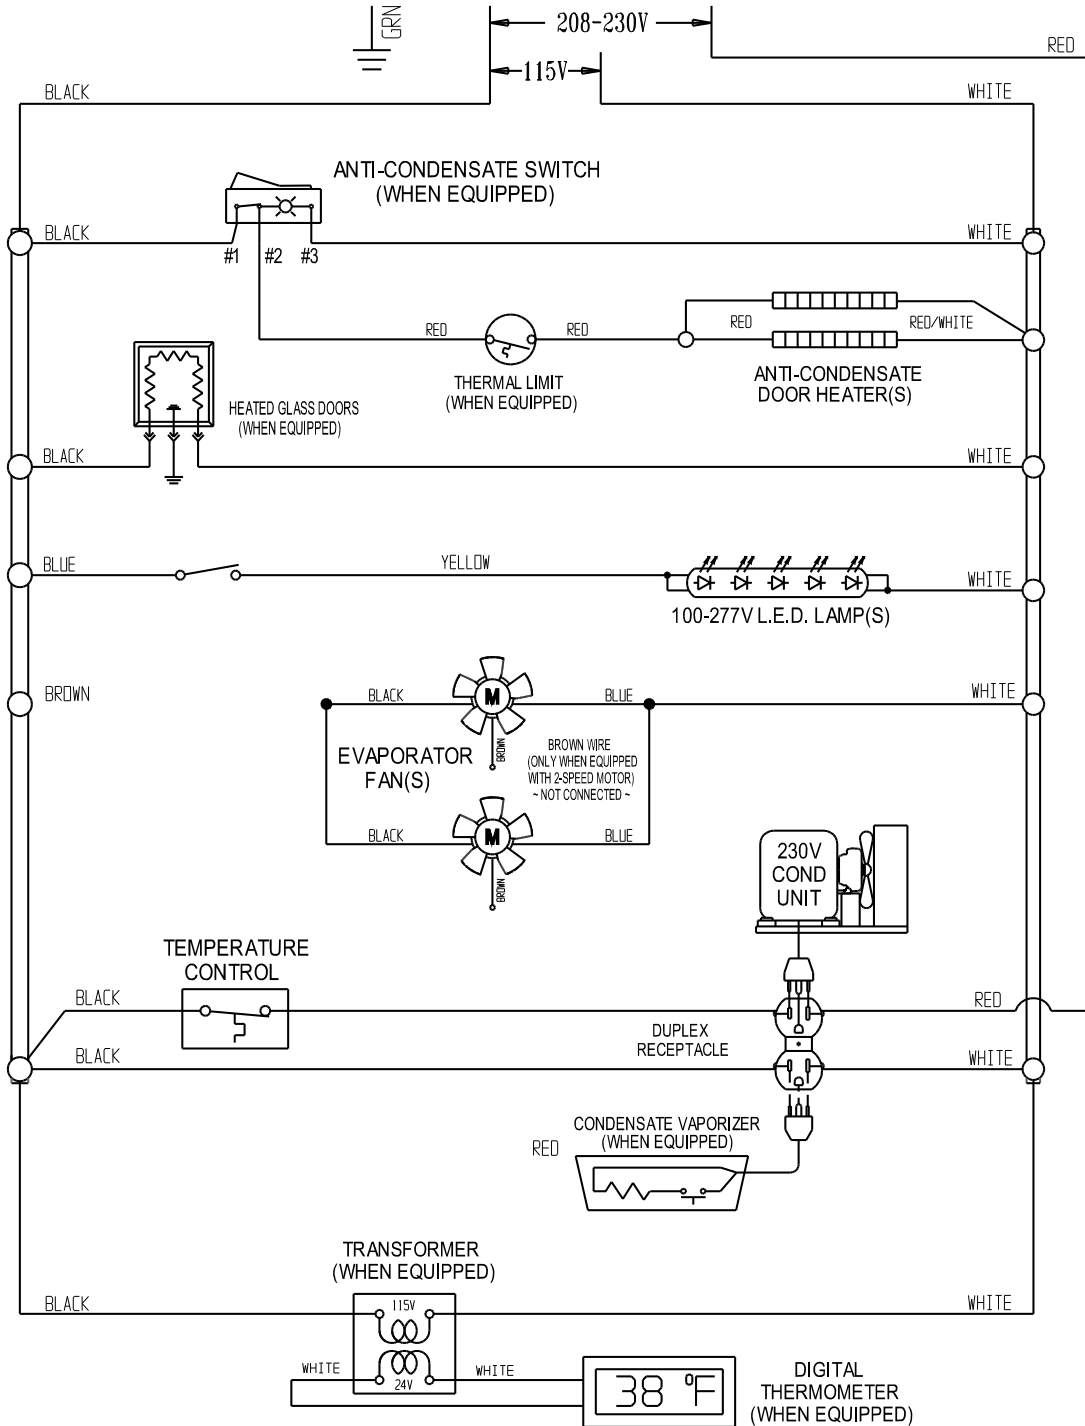 GRN
208-230V
RED
115V
BLACK
WHITE
ANTI-CONDENSATE SWITCH
(WHEN EQUIPPED)
BLACK
WHITE
#1
#2
#3
RED
RED
RED
RED/WHITE
THERMAL LIMIT
(WHEN EQUIPPED)
ANTI-CONDENSATE
DOOR HEATER(S)
HEATED GLASS DOORS
(WHEN EQUIPPED)
BLACK
WHITE
BLUE
YELLOW
WHITE
100-277V L.E.D. LAMP(S)
BROWN
BLACK
M
BLUE
WHITE
BROWN
EVAPORATOR
FAN(S)
BROWN WIRE
(ONLY WHEN EQUIPPED
WITH 2-SPEED MOTOR)
~ NOT CONNECTED ~
BLACK
M
BLUE
BROWN
230V
COND
UNIT
TEMPERATURE
CONTROL
BLACK
RED
DUPLEX
RECEPTACLE
BLACK
WHITE
CONDENSATE VAPORIZER
(WHEN EQUIPPED)
RED
TRANSFORMER
(WHEN EQUIPPED)
BLACK
115V
WHITE
WHITE
24V
WHITE
38 °F
DIGITAL
THERMOMETER
(WHEN EQUIPPED)